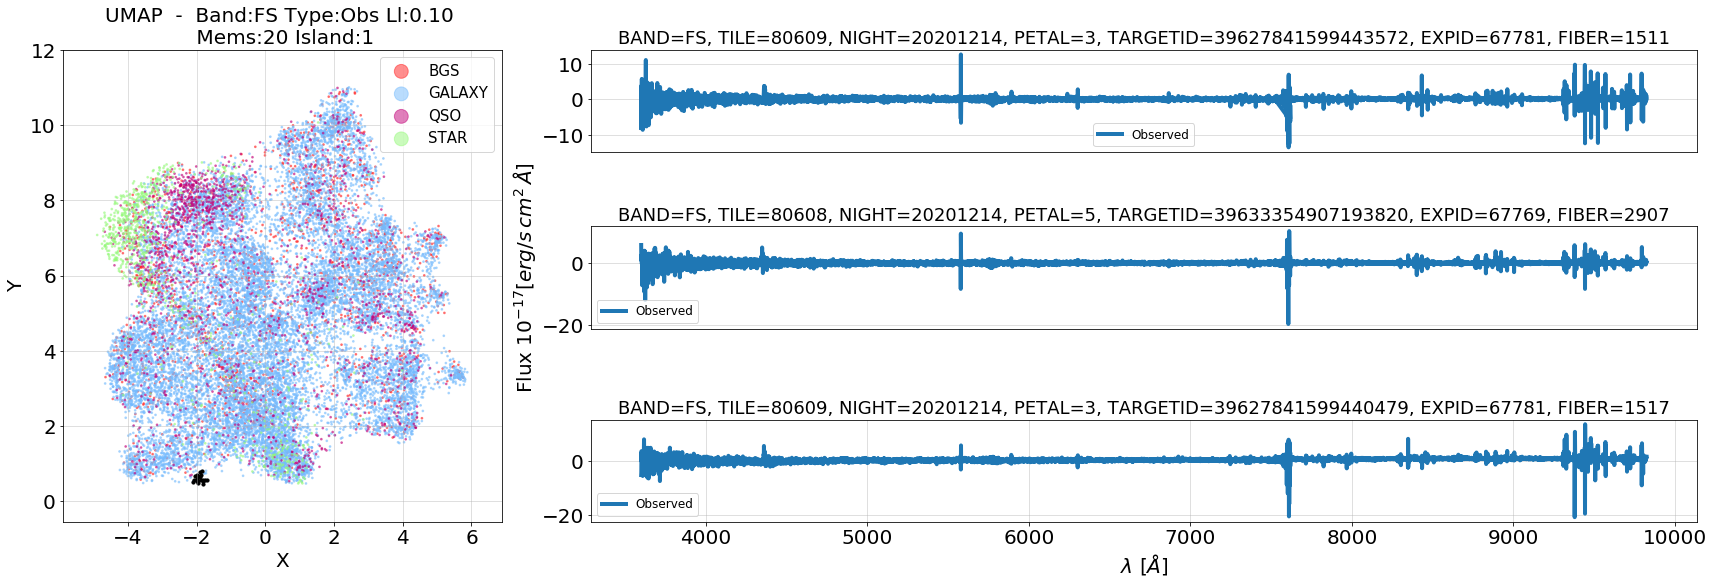 UMAP - Band:FS Type:Obs Ll:0.10
Mems:20 Island:1
12
10
8
6
4
2
0
Y
−4
−2
0
2
4
6
X
BGS
GALAXY
QSO
STAR
BAND=FS, TILE=80609, NIGHT=20201214, PETAL=3, TARGETID=39627841599443572, EXPID=67781, FIBER=1511
10
0
−10
Observed
BAND=FS, TILE=80608, NIGHT=20201214, PETAL=5, TARGETID=39633354907193820, EXPID=67769, FIBER=2907
0
−20
Observed
Flux 10⁻¹⁷[erg/s cm² Å]
BAND=FS, TILE=80609, NIGHT=20201214, PETAL=3, TARGETID=39627841599440479, EXPID=67781, FIBER=1517
0
−20
Observed
4000
5000
6000
7000
8000
9000
10000
λ [Å]